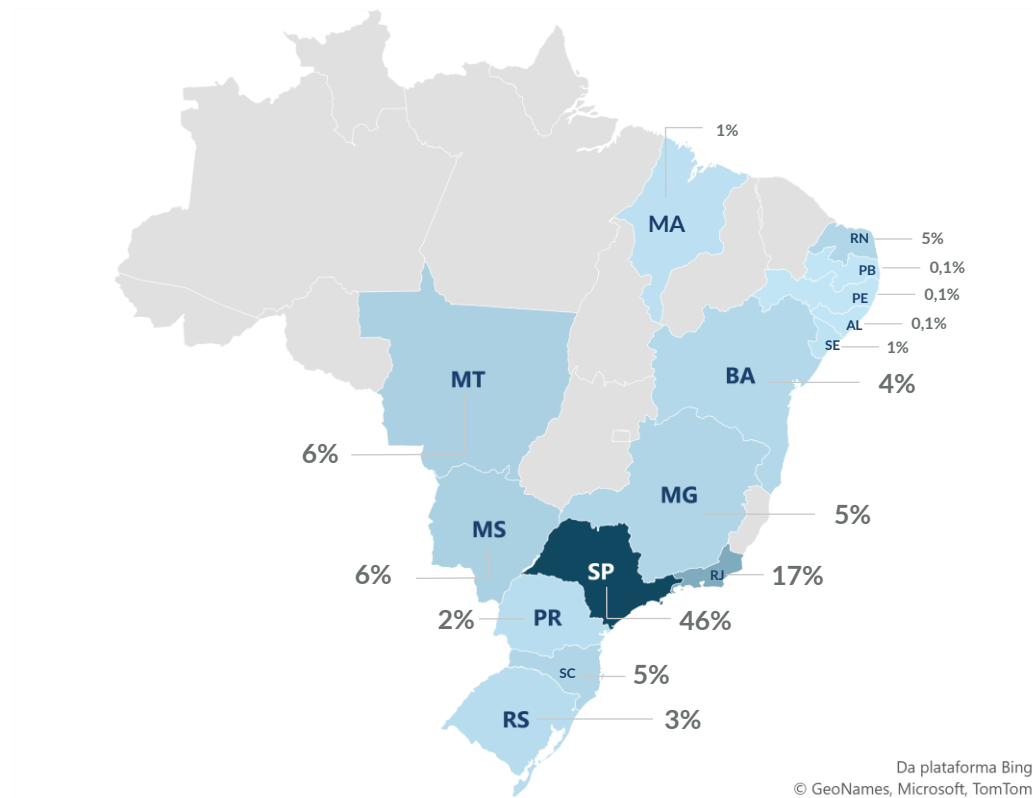 1%
MA
RN 5%
PB 0,1%
PE 0,1%
AL 0,1%
SE 1%
MT
BA
4%
6%
MG
5%
MS
SP
6%
RJ 17%
2% PR
46%
SC 5%
RS 3%
Da plataforma Bing
© GeoNames, Microsoft, TomTom